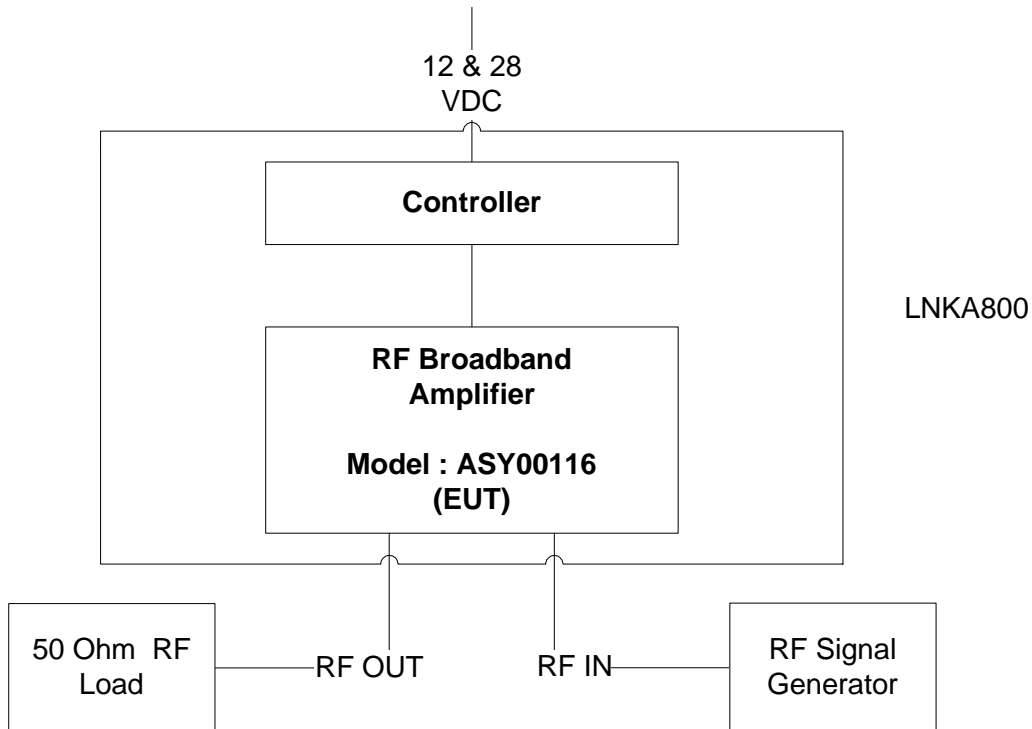 12 & 28
VDC
Controller
LNKA800
RF Broadband
Amplifier
Model : ASY00116
(EUT)
50 Ohm  RF
Load
RF OUT
RF IN
RF Signal
Generator